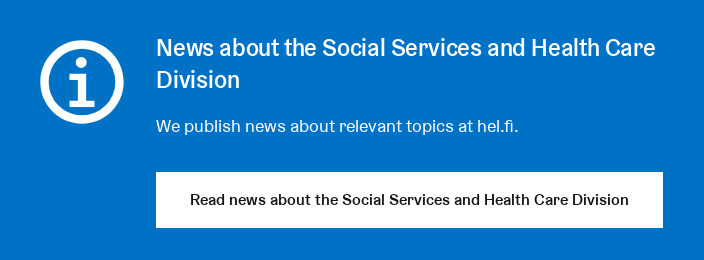 News about the Social Services and Health Care
Division
We publish news about relevant topics at hel.fi.
Read news about the Social Services and Health Care Division